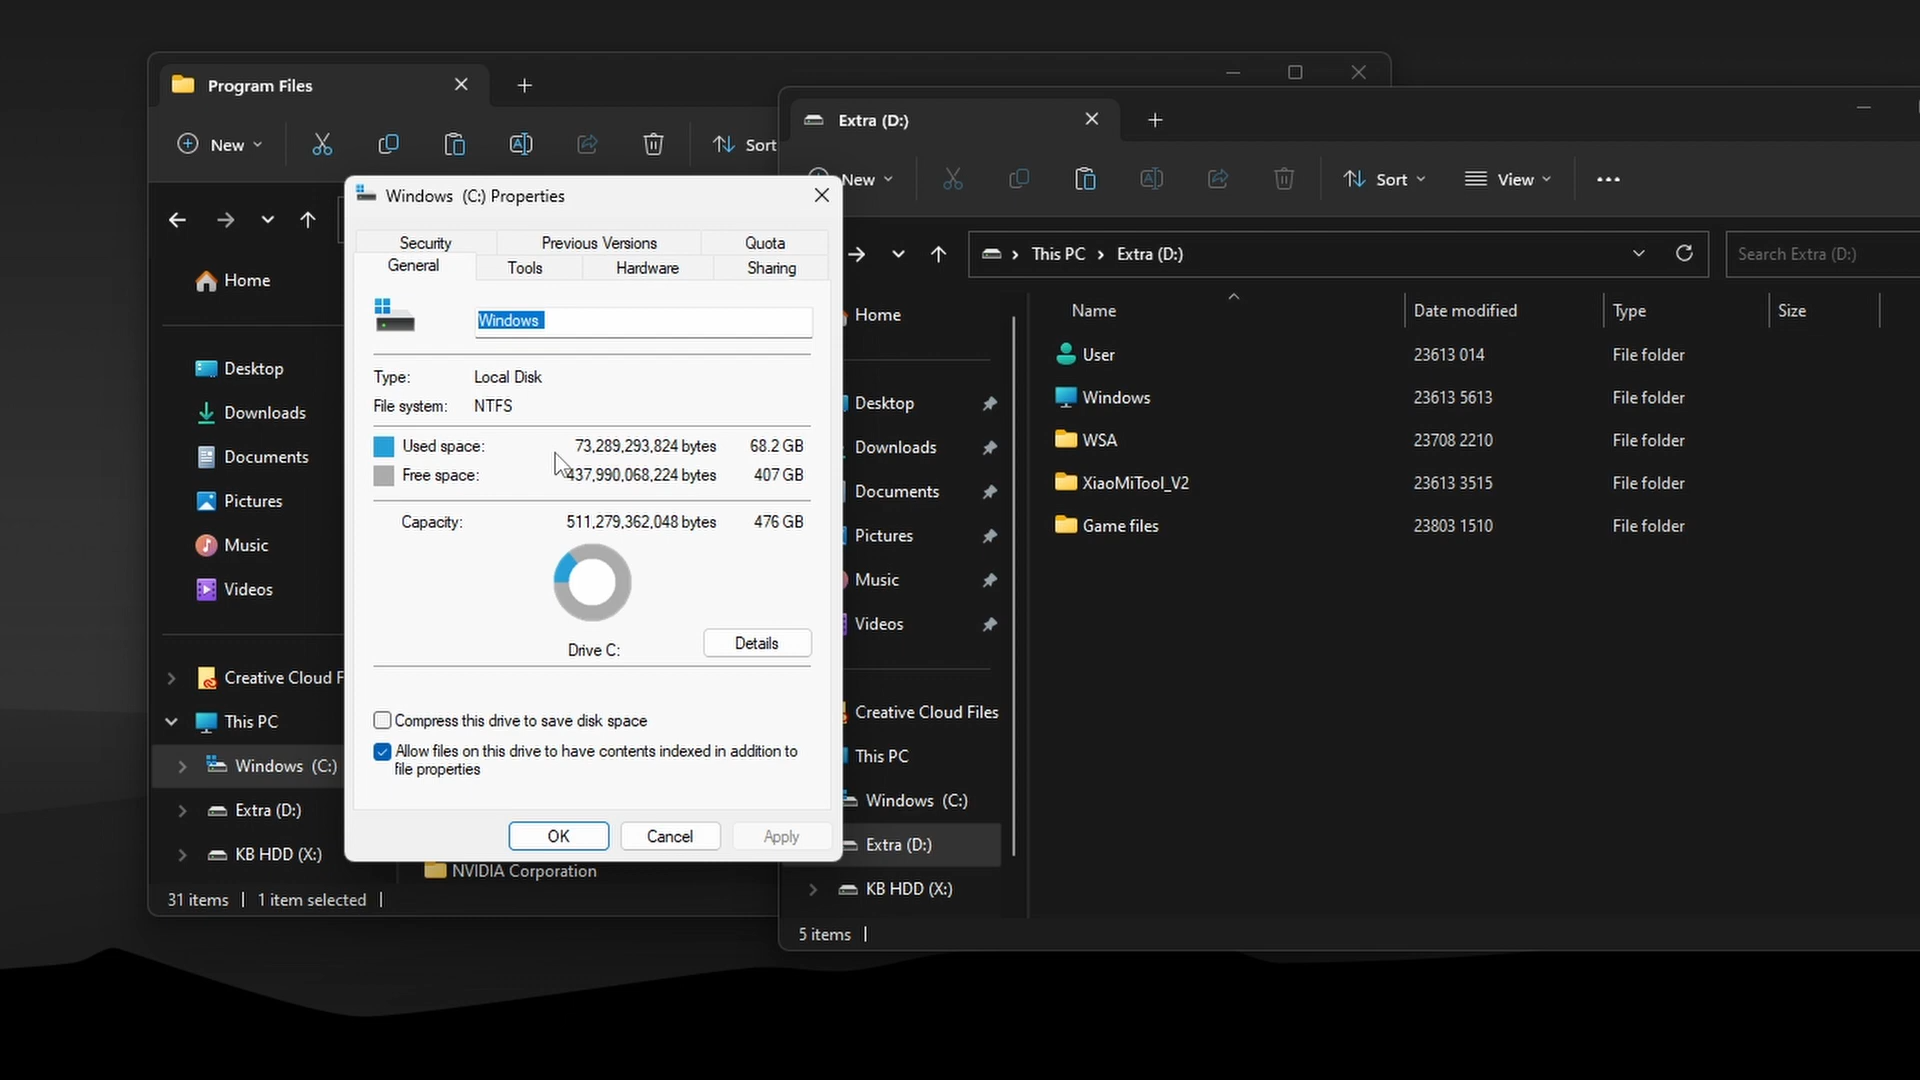 Program Files
New
Sort
Home
Desktop
Downloads
Documents
Pictures
Music
Videos
Creative Cloud F
This PC
Windows (C:)
Extra (D:)
KB HDD (X:)
NVIDIA Corporation
31 items
1 item selected
Windows (C:) Properties
Security
Previous Versions
Quota
General
Tools
Hardware
Sharing
Windows
Type: Local Disk
File system: NTFS
Used space: 73,289,293,824 bytes 68.2 GB
Free space: 437,990,068,224 bytes 407 GB
Capacity: 511,279,362,048 bytes 476 GB
Drive C:
Details
Compress this drive to save disk space
Allow files on this drive to have contents indexed in addition to
file properties
OK
Cancel
Apply
Extra (D:)
New
Sort
View
This PC > Extra (D:)
Search Extra (D:)
Home
Desktop
Downloads
Documents
Pictures
Music
Videos
Creative Cloud Files
This PC
Windows (C:)
Extra (D:)
KB HDD (X:)
Name Date modified Type Size
User 23613 014 File folder
Windows 23613 5613 File folder
WSA 23708 2210 File folder
XiaoMiTool_V2 23613 3515 File folder
Game files 23803 1510 File folder
5 items